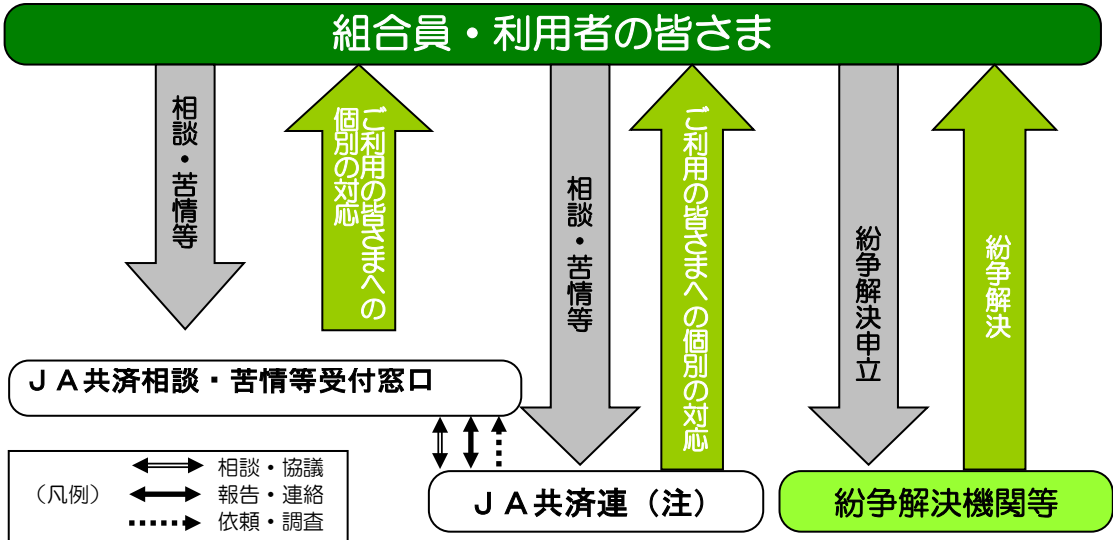 組合員・利用者の皆さま
相談・苦情等
ご利用の皆さまへの
個別の対応
相談・苦情等
ご利用の皆さまへの個別の対応
紛争解決申立
紛争解決
ＪＡ共済相談・苦情等受付窓口
（凡例）
相談・協議
報告・連絡
依頼・調査
ＪＡ共済連（注）
紛争解決機関等